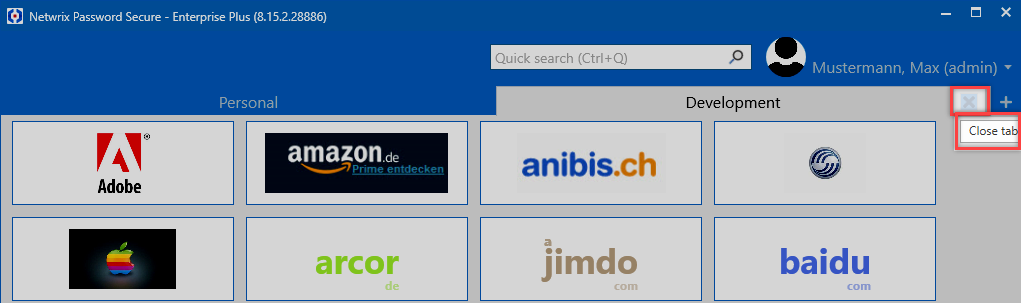 Netwrix Password Secure - Enterprise Plus (8.15.2.28886)
Quick search (Ctrl+Q)
Mustermann, Max (admin)
Personal
Development
Close tab
Adobe
amazon.de
Prime entdecken
anibis.ch
arcor
de
a
jimdo
com
baidu
com